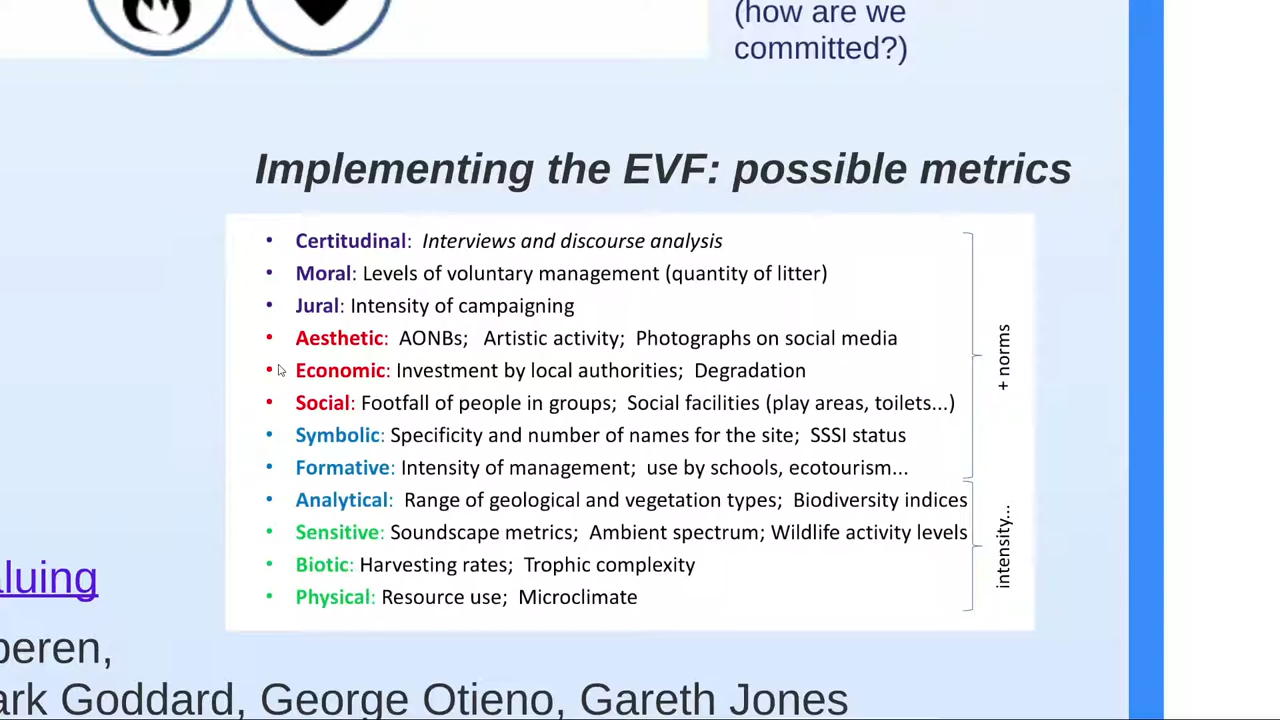 (how are we
committed?)
Implementing the EVF: possible metrics
• Certitudinal: Interviews and discourse analysis
• Moral: Levels of voluntary management (quantity of litter)
• Jural: Intensity of campaigning
• Aesthetic: AONBs; Artistic activity; Photographs on social media
• Economic: Investment by local authorities; Degradation
• Social: Footfall of people in groups; Social facilities (play areas, toilets...)
• Symbolic: Specificity and number of names for the site; SSSI status
• Formative: Intensity of management; use by schools, ecotourism...
• Analytical: Range of geological and vegetation types; Biodiversity indices
• Sensitive: Soundscape metrics; Ambient spectrum; Wildlife activity levels
• Biotic: Harvesting rates; Trophic complexity
• Physical: Resource use; Microclimate
+ norms
intensity...
aluing
beren,
ark Goddard, George Otieno, Gareth Jones